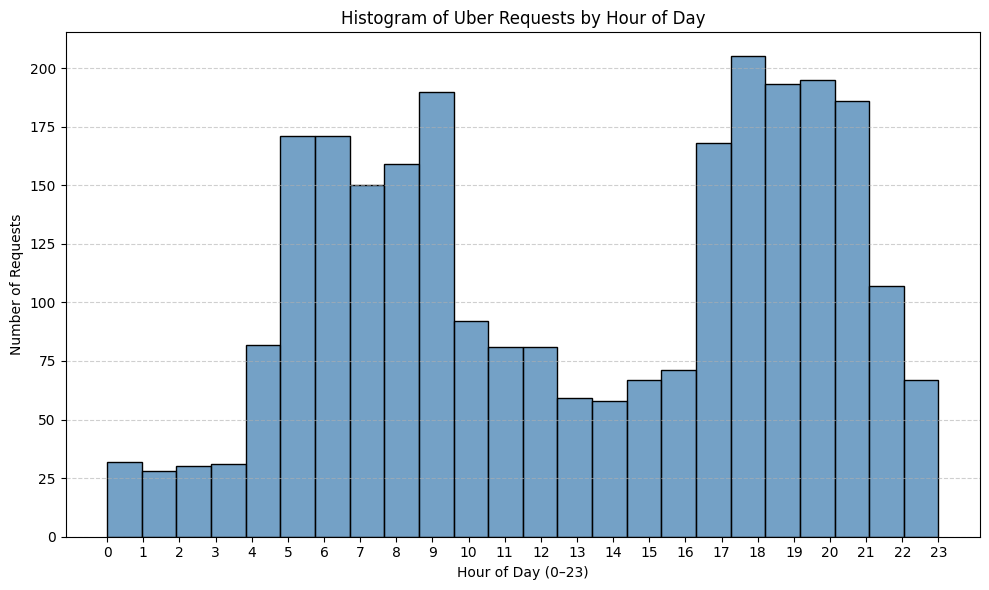 Histogram of Uber Requests by Hour of Day
Number of Requests
200
175
150
125
100
75
50
25
0
0 1 2 3 4 5 6 7 8 9 10 11 12 13 14 15 16 17 18 19 20 21 22 23
Hour of Day (0–23)